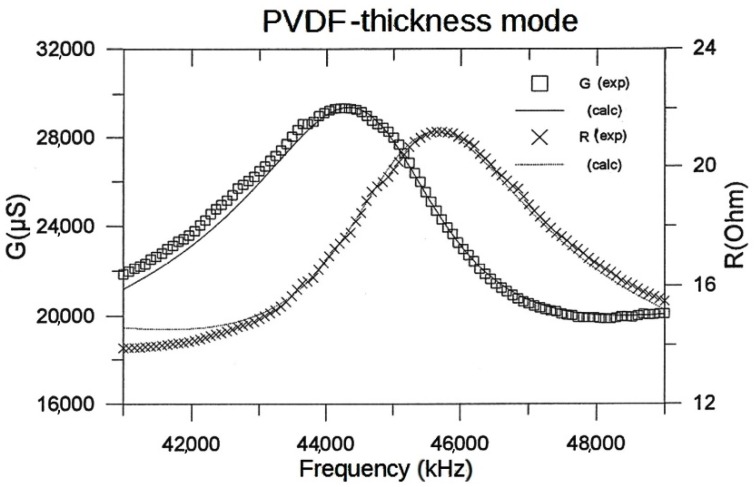 PVDF-thickness mode
32,000
28,000
24,000
20,000
16,000
G(µS)
24
20
16
12
R(Ohm)
G (exp)
(calc)
R (exp)
(calc)
42,000
44,000
46,000
48,000
Frequency (kHz)